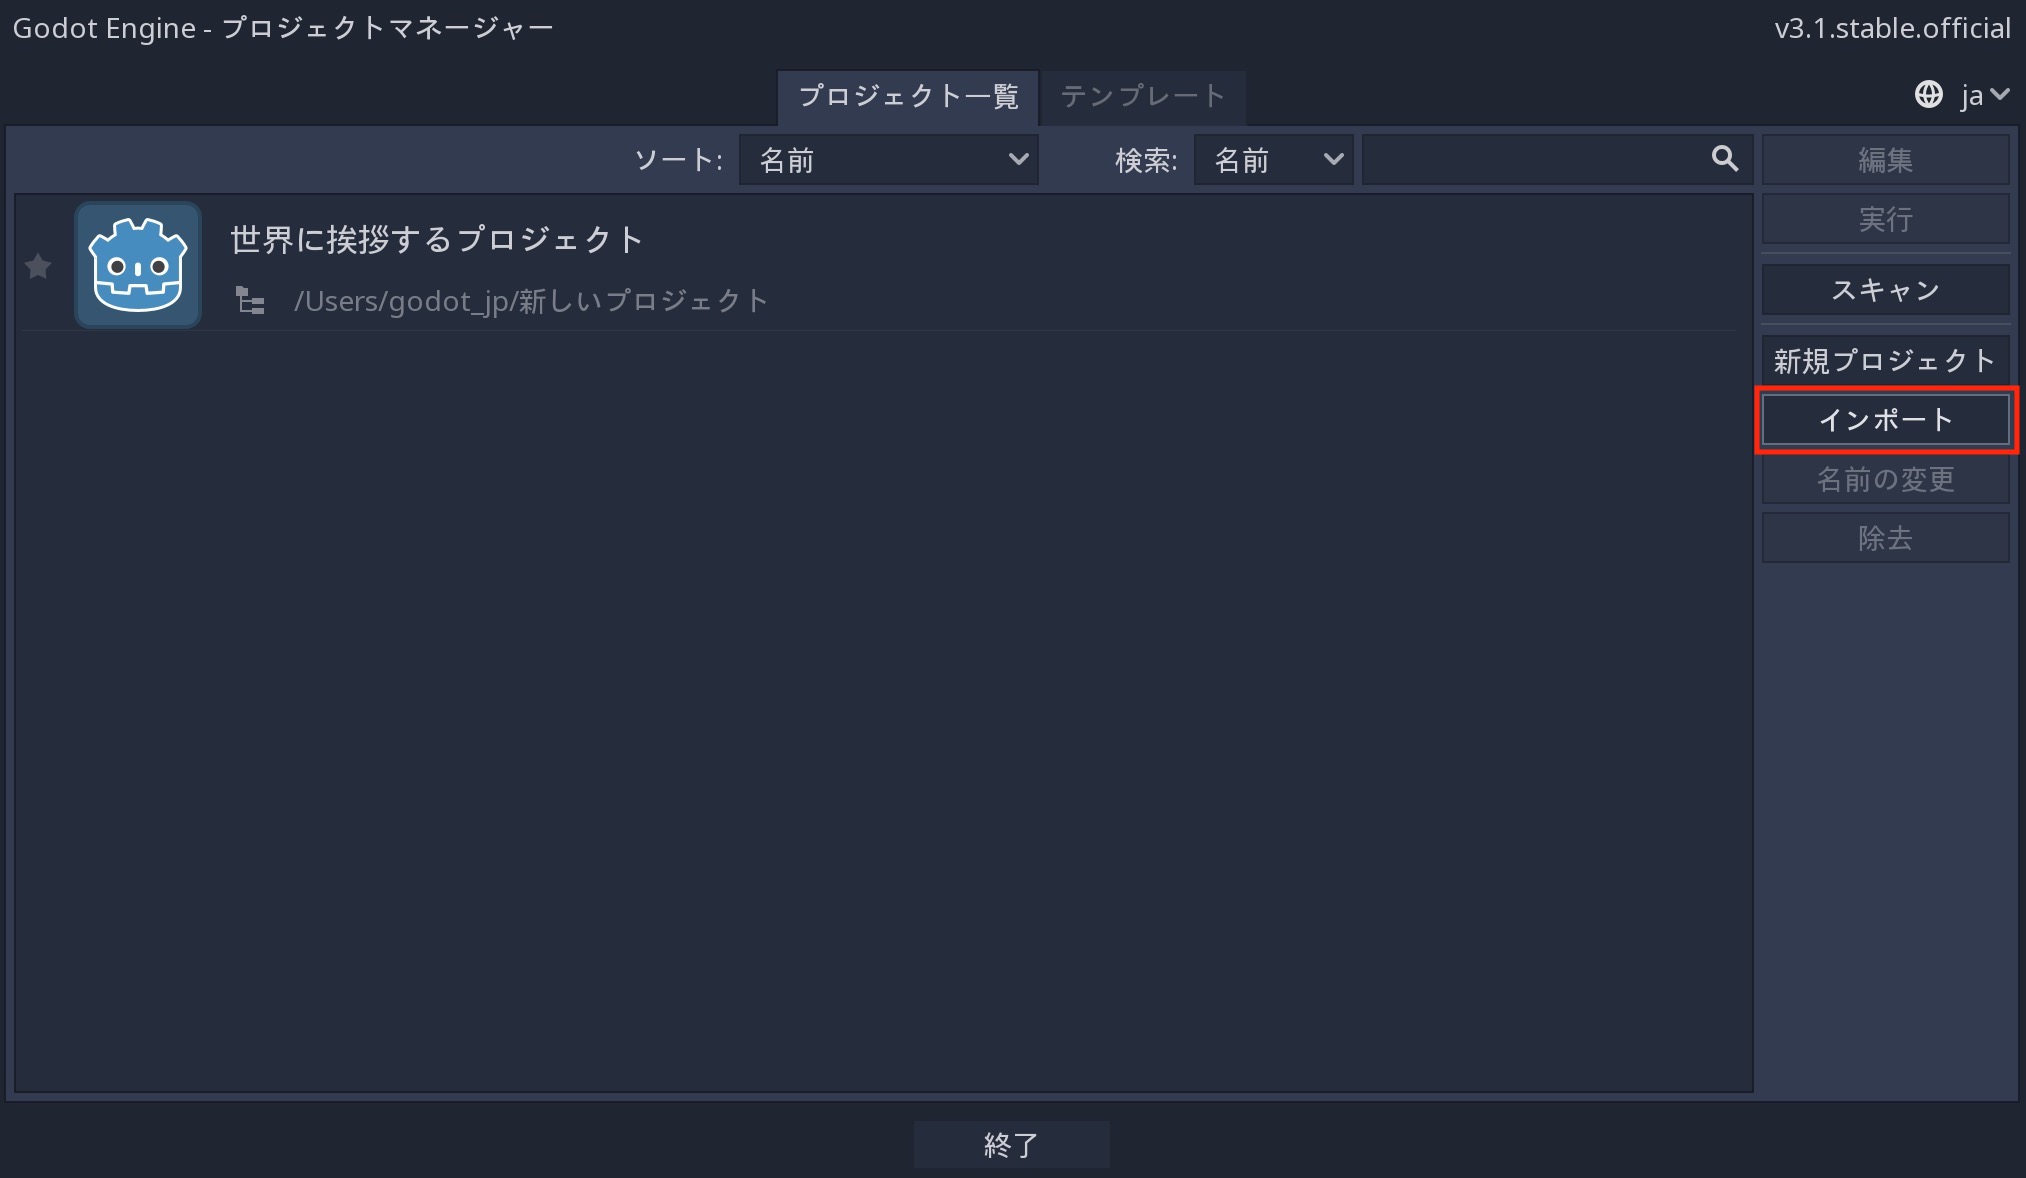 Godot Engine - プロジェクトマネージャー
v3.1.stable.official
プロジェクト一覧
テンプレート
ja
ソート:
名前
検索:
名前
編集
実行
スキャン
新規プロジェクト
インポート
名前の変更
除去
世界に挨拶するプロジェクト
/Users/godot_jp/新しいプロジェクト
終了